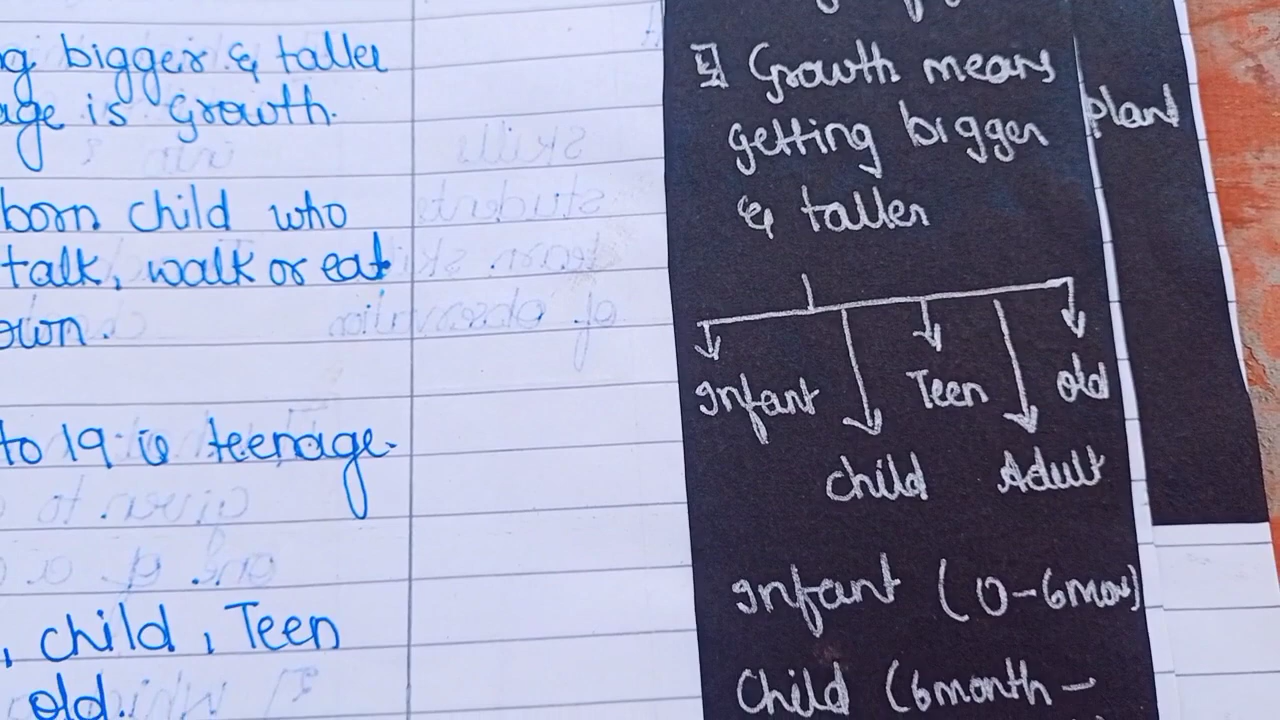 g bigger & taller
age is Growth.
born child who
talk, walk or eat
own.
to 19 is teenage.
, child, Teen
old.
Growth means
getting bigger
& taller
Infant
Teen
old
child
Adult
Infant (0-6mon)
Child (6month -
plant